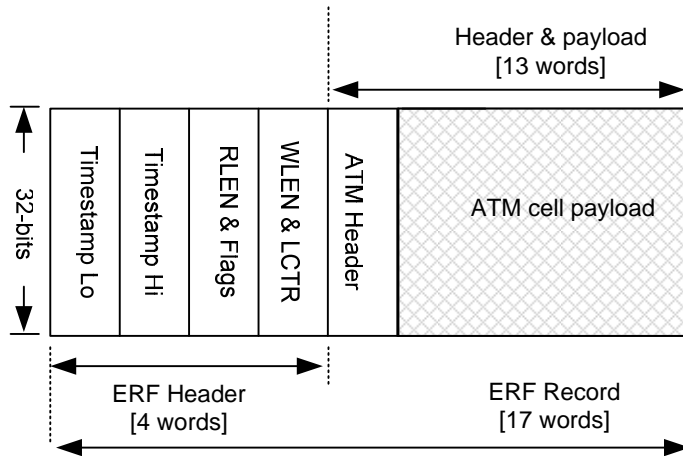 Header & payload
[13 words]
32-bits
Timestamp Lo
Timestamp Hi
RLEN & Flags
WLEN & LCTR
ATM Header
ATM cell payload
ERF Header
[4 words]
ERF Record
[17 words]